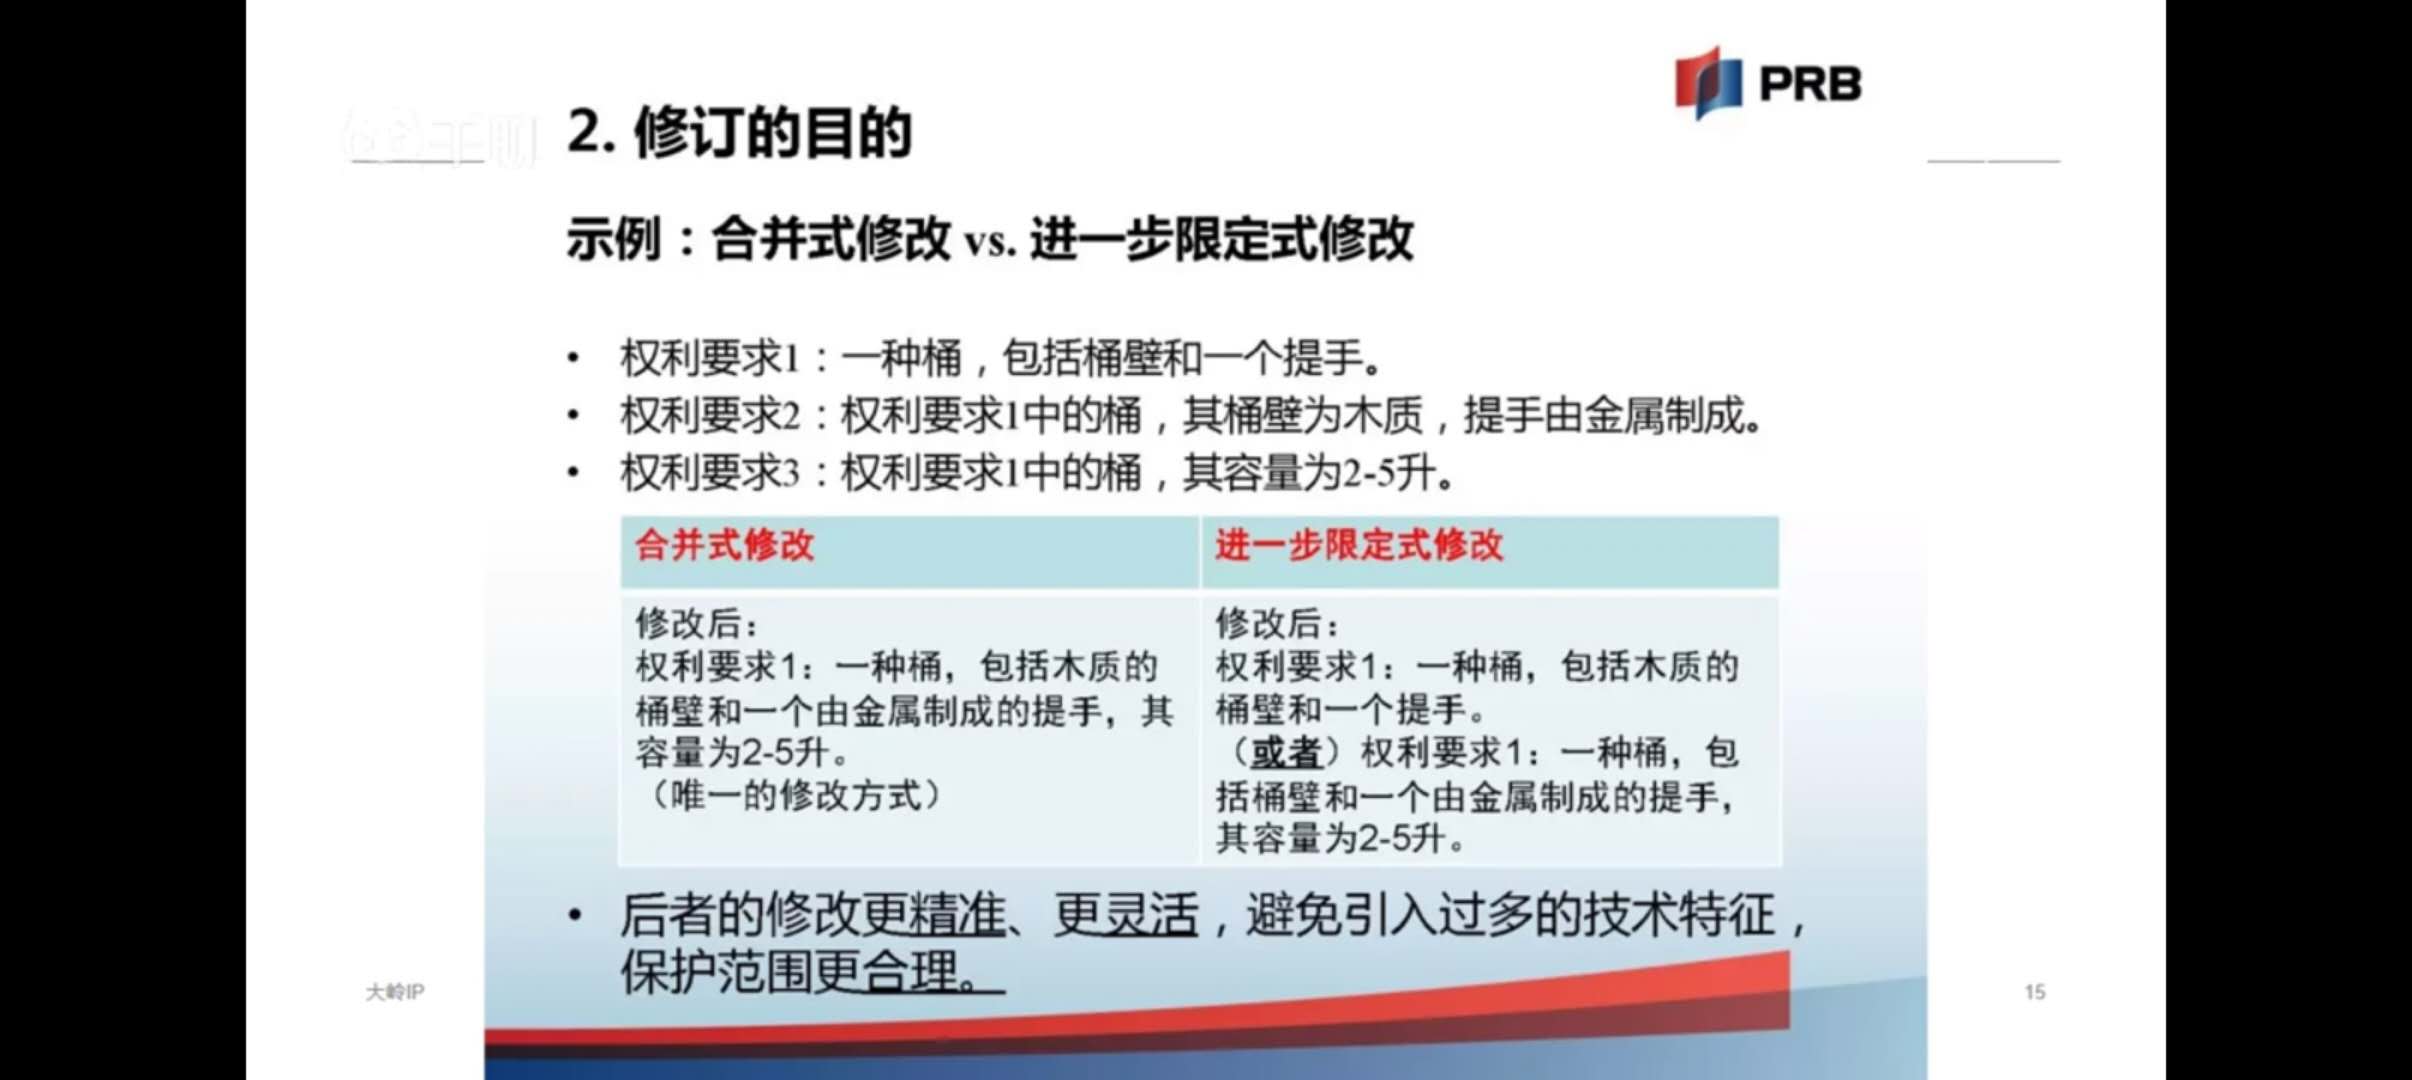 PRB
2. 修订的目的
示例：合并式修改 vs. 进一步限定式修改
• 权利要求1：一种桶，包括桶壁和一个提手。
• 权利要求2：权利要求1中的桶，其桶壁为木质，提手由金属制成。
• 权利要求3：权利要求1中的桶，其容量为2-5升。
合并式修改
修改后：
权利要求1：一种桶，包括木质的
桶壁和一个由金属制成的提手，其
容量为2-5升。
（唯一的修改方式）
进一步限定式修改
修改后：
权利要求1：一种桶，包括木质的
桶壁和一个提手。
（或者）权利要求1：一种桶，包
括桶壁和一个由金属制成的提手，
其容量为2-5升。
• 后者的修改更精准、更灵活，避免引入过多的技术特征，
保护范围更合理。
大岭IP
15